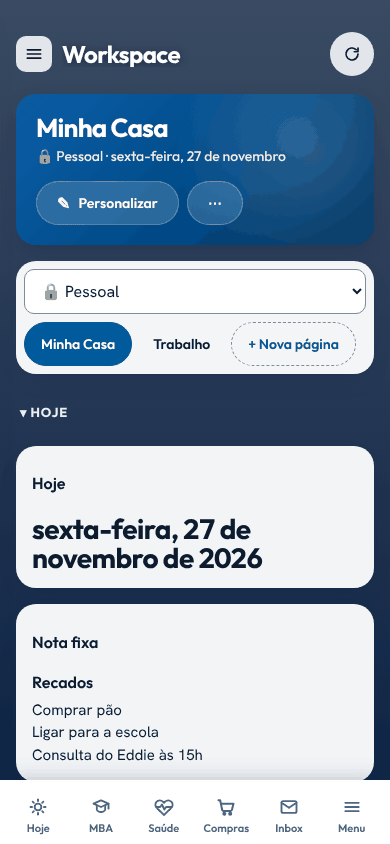 Workspace
Minha Casa
🔒 Pessoal · sexta-feira, 27 de novembro
✎ Personalizar
···
🔒 Pessoal
Minha Casa
Trabalho
+ Nova página
▾ HOJE
Hoje
sexta-feira, 27 de
novembro de 2026
Nota fixa
Recados
Comprar pão
Ligar para a escola
Consulta do Eddie às 15h
Hoje
MBA
Saúde
Compras
Inbox
Menu